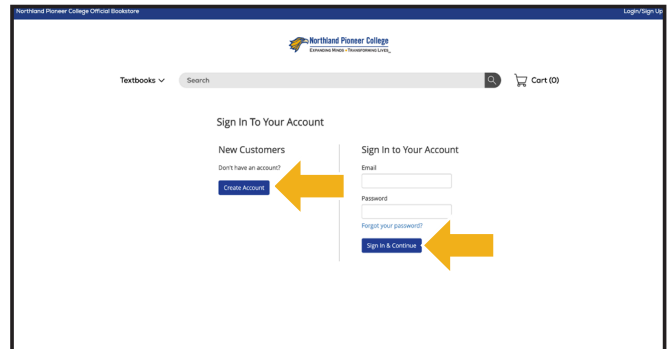 Northland Pioneer College Official Bookstore
Login/Sign Up
Northland Pioneer College
Expanding Minds • Transforming Lives
Textbooks
Search
Cart (0)
Sign In To Your Account
New Customers
Don't have an account?
Create Account
Sign In to Your Account
Email
Password
Forgot your password?
Sign In & Continue